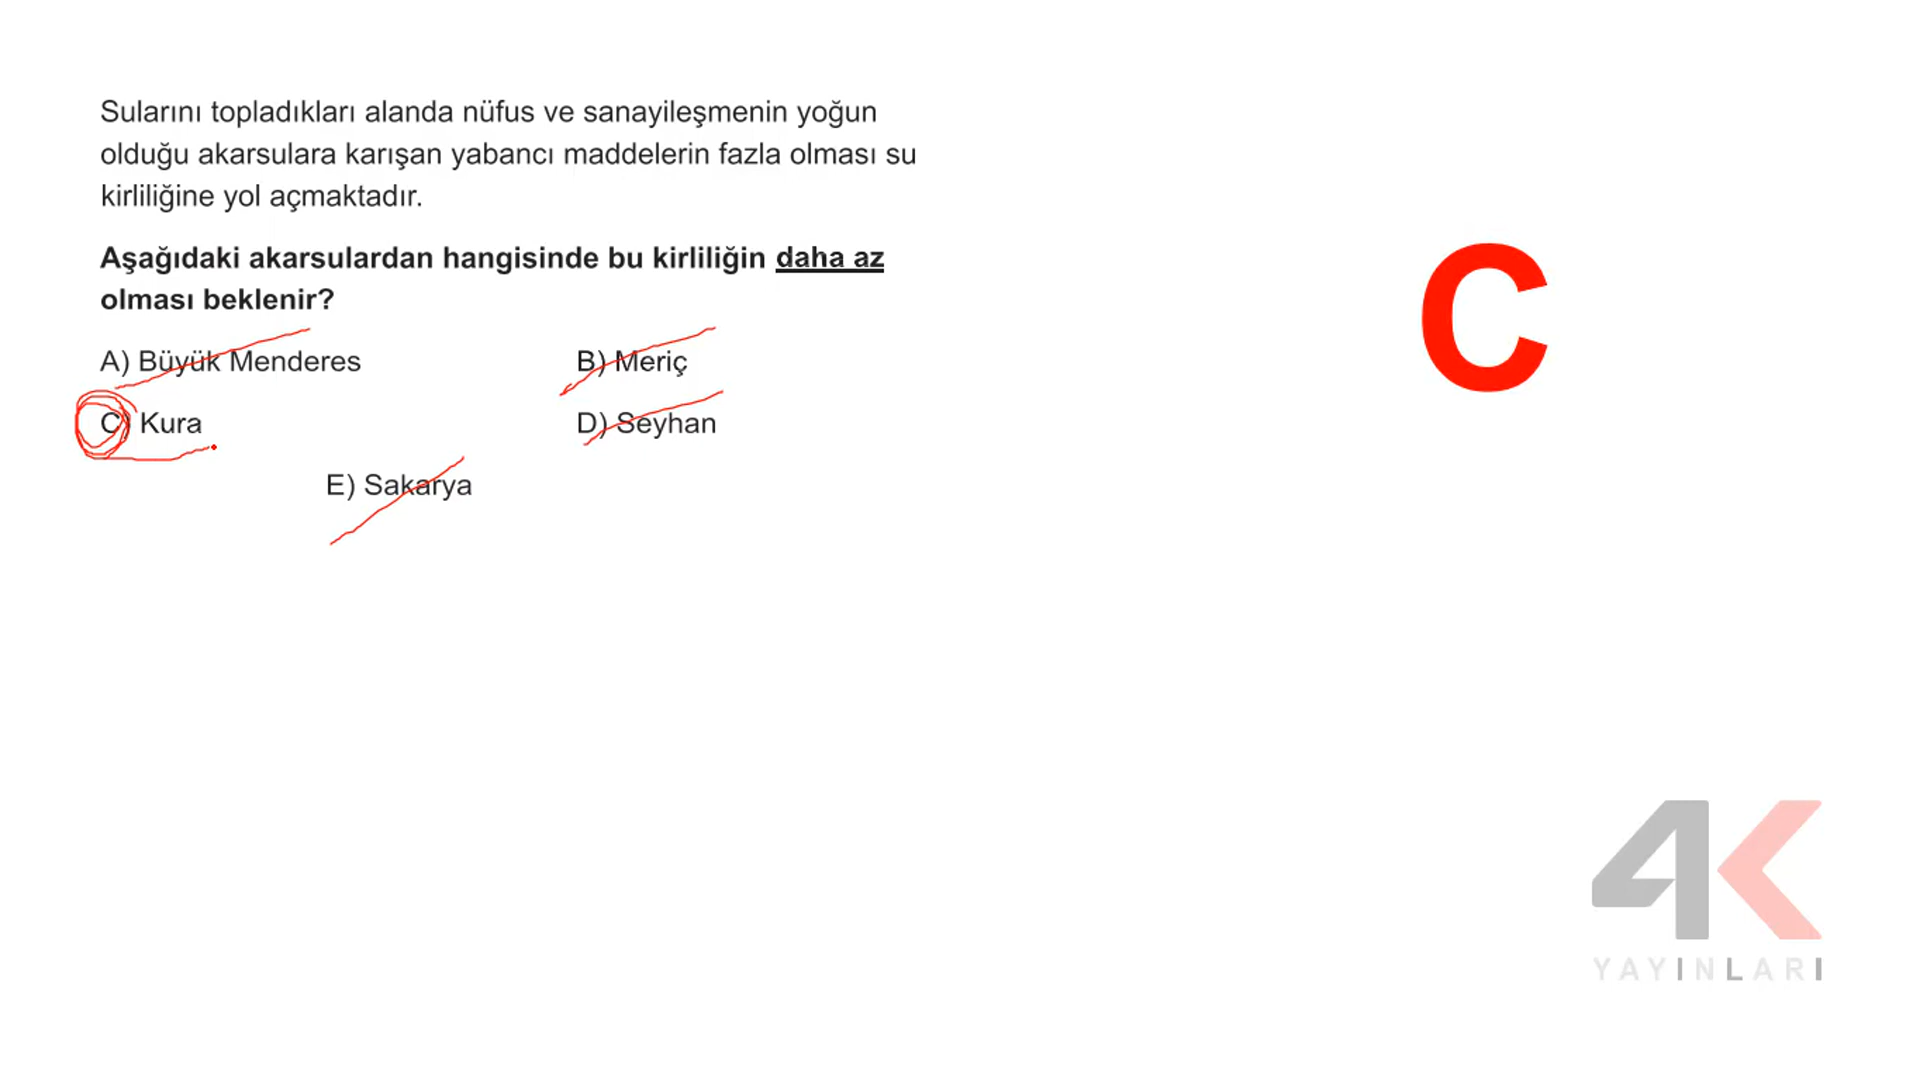 Sularını topladıkları alanda nüfus ve sanayileşmenin yoğun
olduğu akarsulara karışan yabancı maddelerin fazla olması su
kirliliğine yol açmaktadır.
Aşağıdaki akarsulardan hangisinde bu kirliliğin daha az
olması beklenir?
A) Büyük Menderes
B) Meriç
C) Kura
D) Seyhan
E) Sakarya
C
4K
YAYINLARI